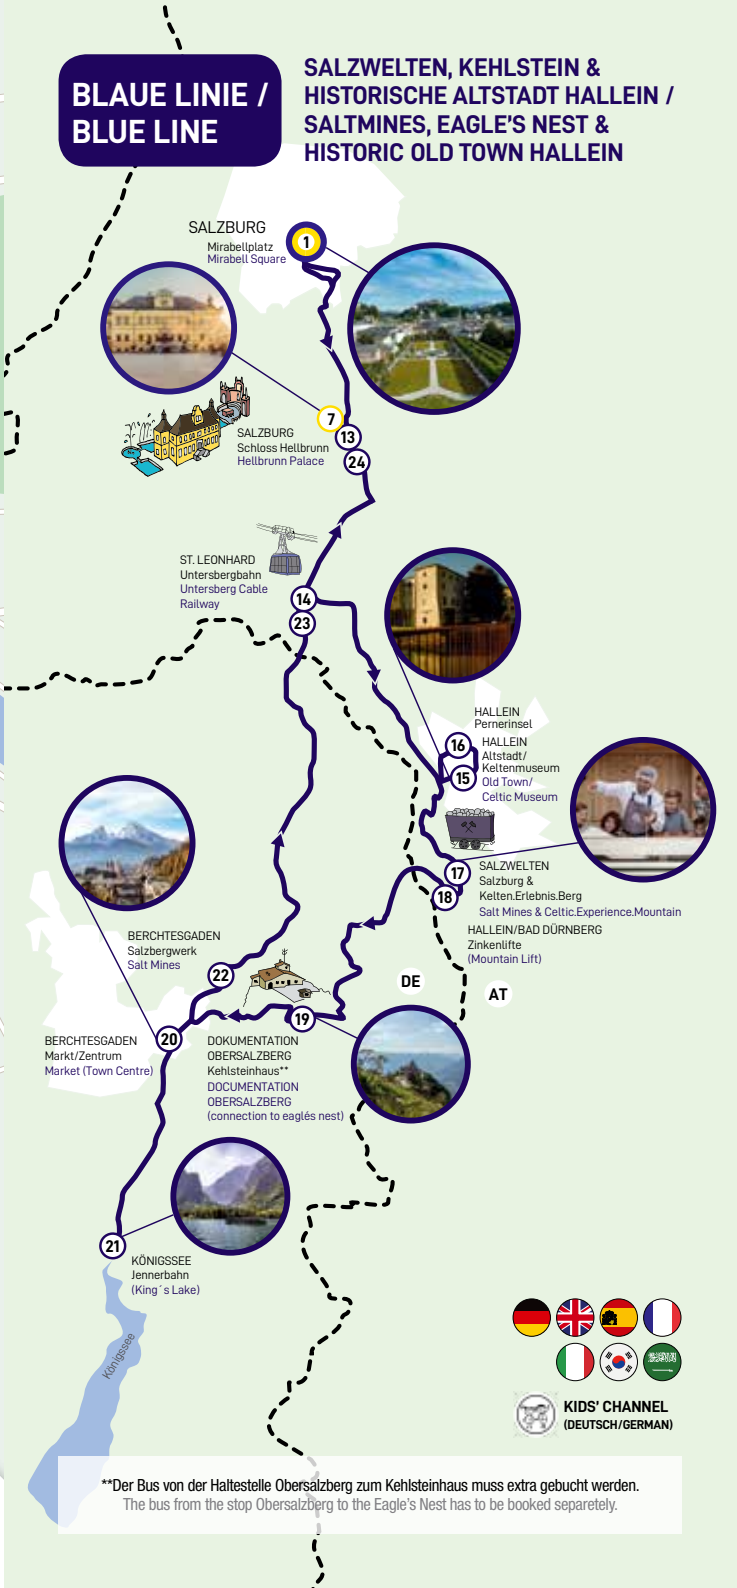 BLAUE LINIE /
BLUE LINE
SALZWELTEN, KEHLSTEIN &
HISTORISCHE ALTSTADT HALLEIN /
SALTMINES, EAGLE'S NEST &
HISTORIC OLD TOWN HALLEIN
SALZBURG
Mirabellplatz
Mirabell Square
1
7
13
24
SALZBURG
Schloss Hellbrunn
Hellbrunn Palace
ST. LEONHARD
Untersbergbahn
Untersberg Cable
Railway
14
23
HALLEIN
Pernerinsel
16
HALLEIN
Altstadt/
Keltenmuseum
Old Town/
Celtic Museum
15
17
SALZWELTEN
Salzburg &
Kelten.Erlebnis.Berg
Salt Mines & Celtic.Experience.Mountain
18
HALLEIN/BAD DÜRNBERG
Zinkenlifte
(Mountain Lift)
BERCHTESGADEN
Salzbergwerk
Salt Mines
22
DE
AT
19
DOKUMENTATION
OBERSALZBERG
Kehlsteinhaus**
DOCUMENTATION
OBERSALZBERG
(connection to eaglés nest)
20
BERCHTESGADEN
Markt/Zentrum
Market (Town Centre)
21
KÖNIGSSEE
Jennerbahn
(King´s Lake)
Königssee
KIDS' CHANNEL
(DEUTSCH/GERMAN)
**Der Bus von der Haltestelle Obersalzberg zum Kehlsteinhaus muss extra gebucht werden.
The bus from the stop Obersalzberg to the Eagle's Nest has to be booked separetely.